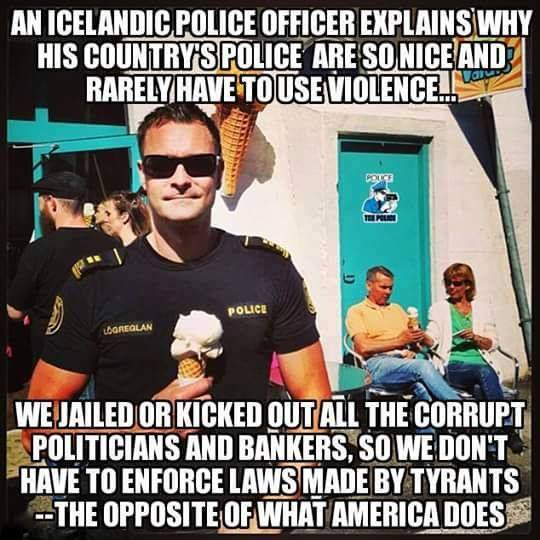 AN ICELANDIC POLICE OFFICER EXPLAINS WHY
HIS COUNTRY'S POLICE ARE SO NICE AND
RARELY HAVE TO USE VIOLENCE...
POLICE
THE POLICE
POLICE
LÖGREGLAN
WE JAILED OR KICKED OUT ALL THE CORRUPT
POLITICIANS AND BANKERS, SO WE DON'T
HAVE TO ENFORCE LAWS MADE BY TYRANTS
--THE OPPOSITE OF WHAT AMERICA DOES